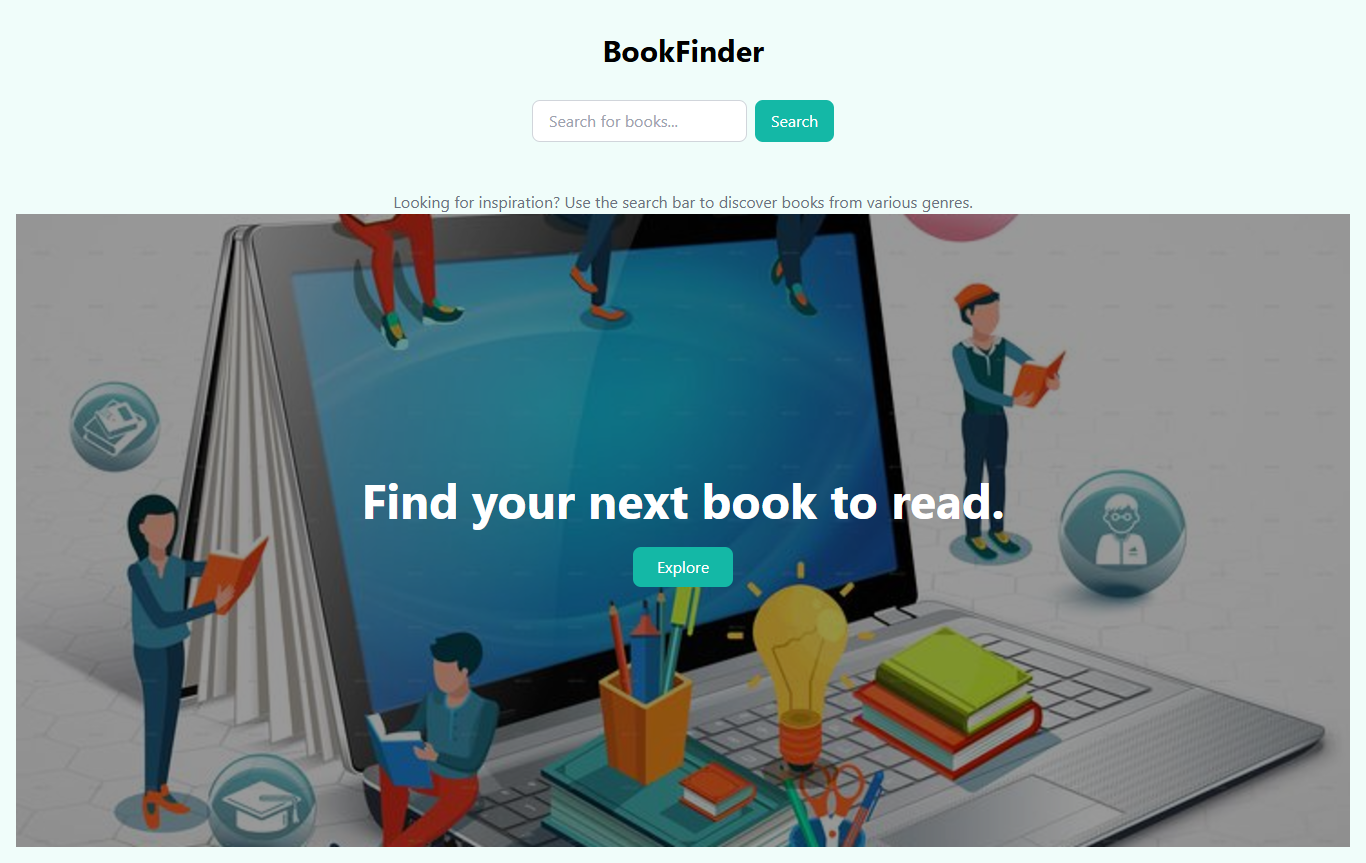 BookFinder
Search for books...
Search
Looking for inspiration? Use the search bar to discover books from various genres.
Find your next book to read.
Explore